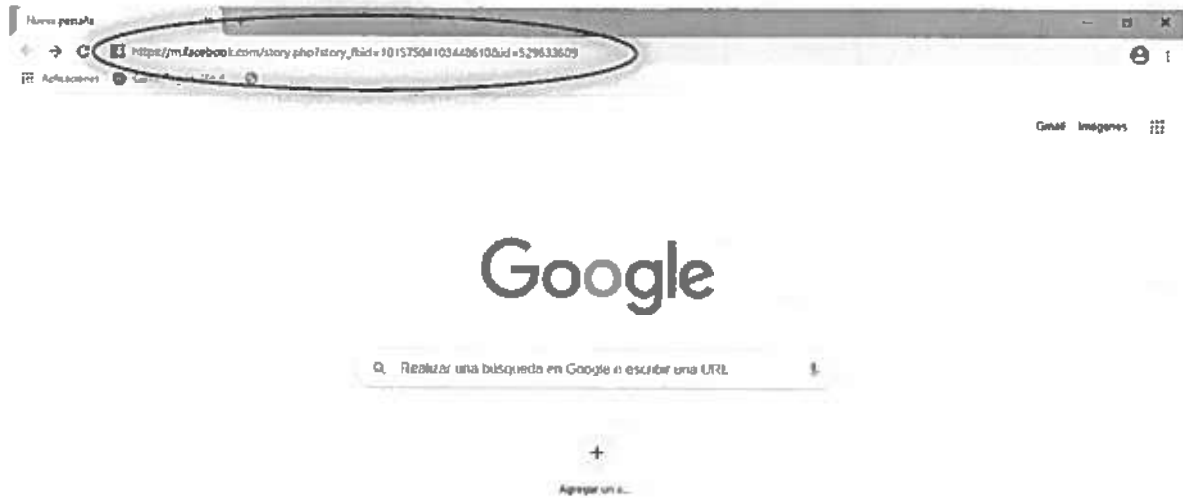 Nueva pestaña
https://m.facebook.com/story.php?story_fbid=10157504103448610&id=529633609
Aplicaciones
Gmail Imágenes
Google
Realizar una búsqueda en Google o escribir una URL
Agregar un a...